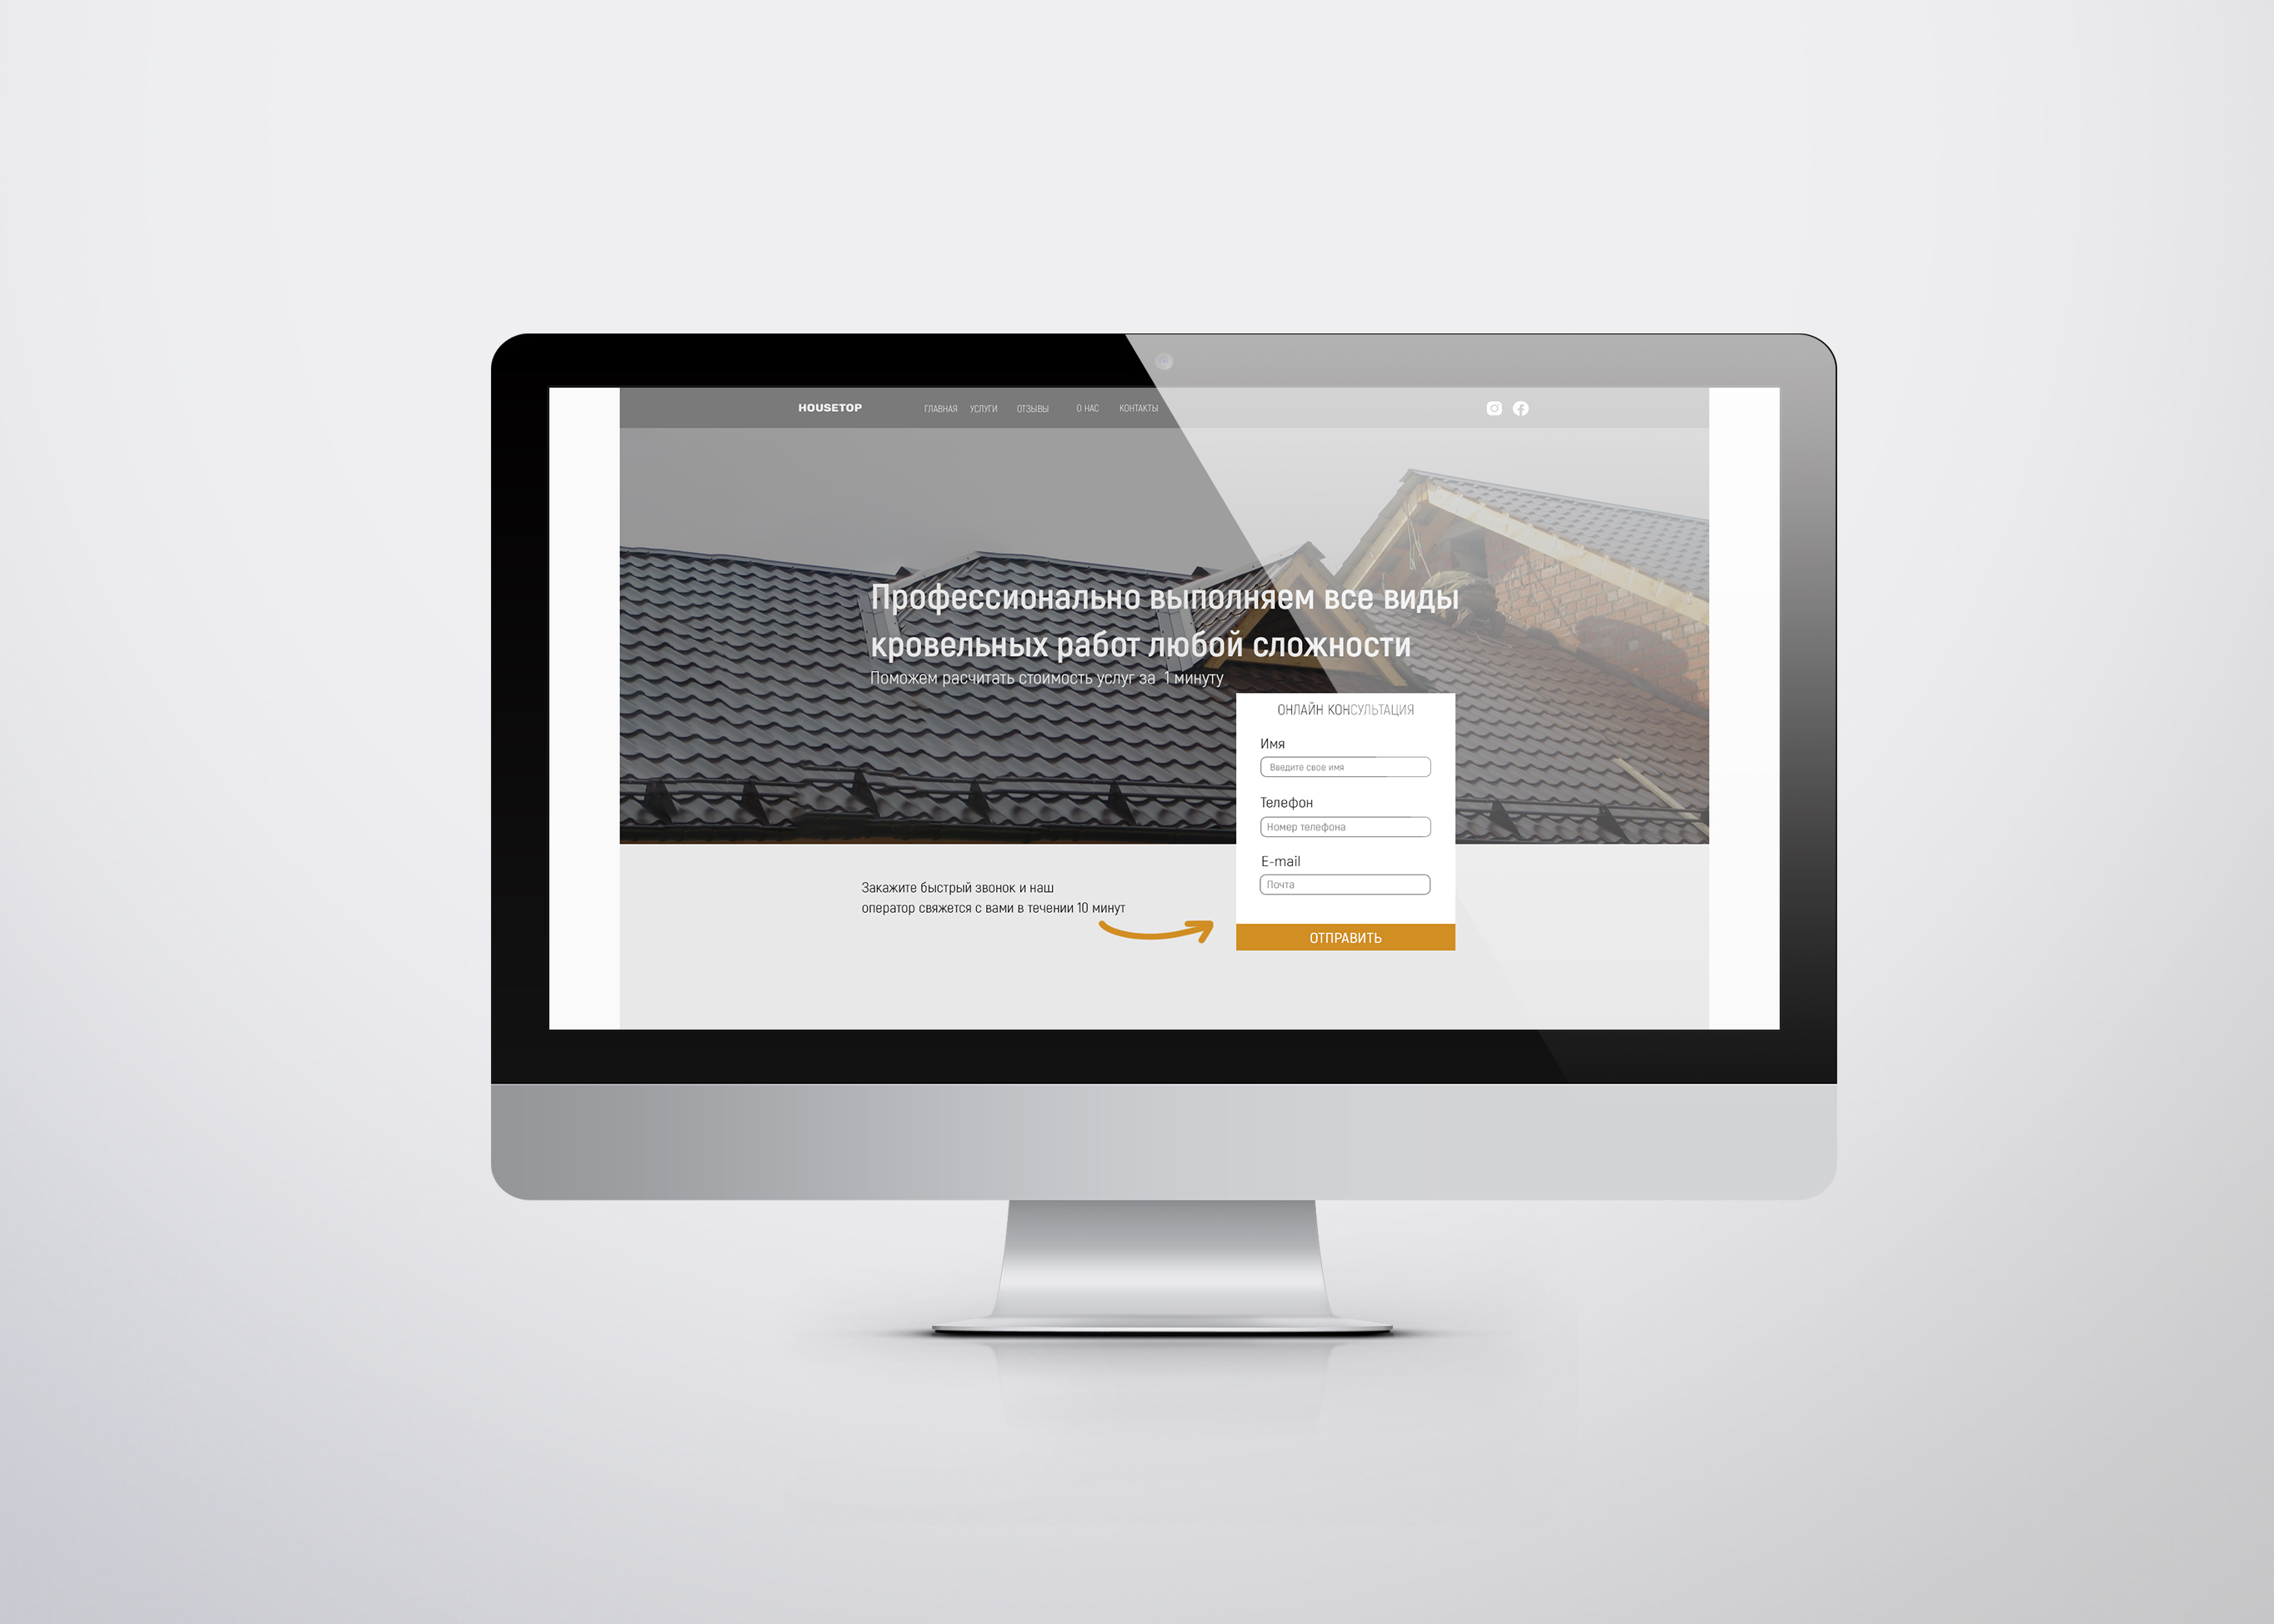 HOUSETOP ГЛАВНАЯ УСЛУГИ ОТЗЫВЫ О НАС КОНТАКТЫ
Профессионально выполняем все виды
кровельных работ любой сложности
Поможем расчитать стоимость услуг за 1 минуту
ОНЛАЙН КОНСУЛЬТАЦИЯ
Имя
Введите свое имя
Телефон
Номер телефона
E-mail
Почта
ОТПРАВИТЬ
Закажите быстрый звонок и наш
оператор свяжется с вами в течении 10 минут